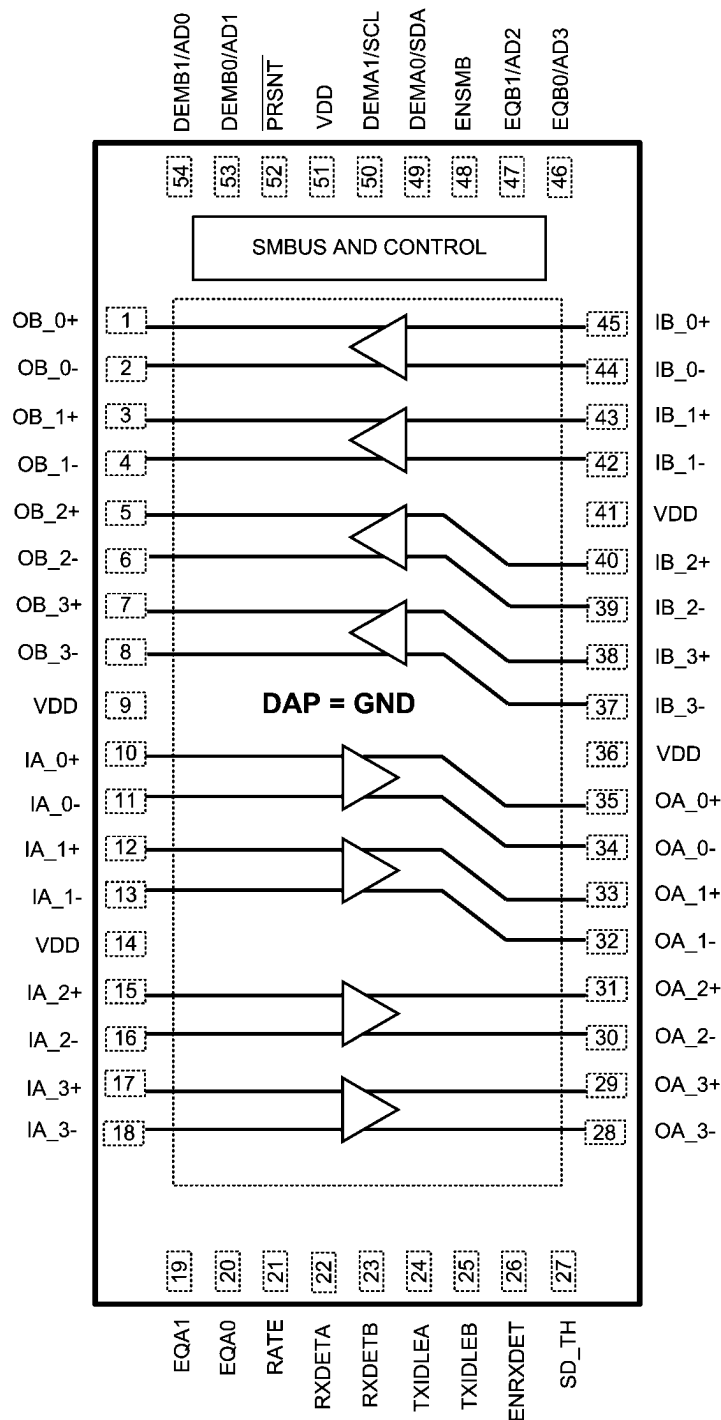 DEMB1/AD0 DEMB0/AD1 PRSNT VDD DEMA1/SCL DEMA0/SDA ENSMB EQB1/AD2 EQB0/AD3
54 53 52 51 50 49 48 47 46
SMBUS AND CONTROL
OB_0+ 1 45 IB_0+
OB_0- 2 44 IB_0-
OB_1+ 3 43 IB_1+
OB_1- 4 42 IB_1-
OB_2+ 5 41 VDD
OB_2- 6 40 IB_2+
OB_3+ 7 39 IB_2-
OB_3- 8 38 IB_3+
VDD 9 DAP = GND 37 IB_3-
IA_0+ 10 36 VDD
IA_0- 11 35 OA_0+
IA_1+ 12 34 OA_0-
IA_1- 13 33 OA_1+
VDD 14 32 OA_1-
IA_2+ 15 31 OA_2+
IA_2- 16 30 OA_2-
IA_3+ 17 29 OA_3+
IA_3- 18 28 OA_3-
19 20 21 22 23 24 25 26 27
EQA1 EQA0 RATE RXDETA RXDETB TXIDLEA TXIDLEB ENRXDET SD_TH